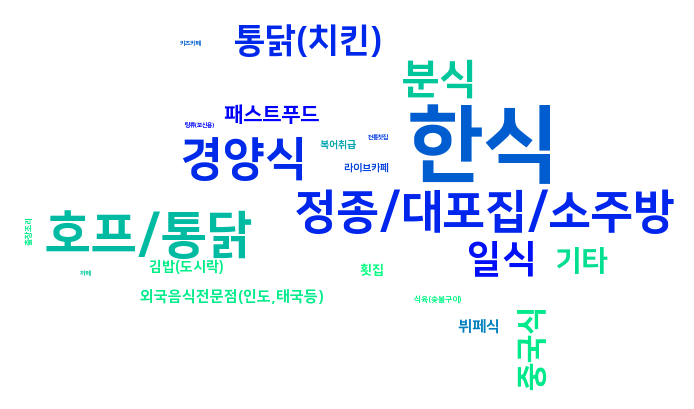 통닭(치킨)
키즈카페
분식
패스트푸드
한식
탕류(보신용)
전통찻집
경양식
복어취급
라이브카페
정종/대포집/소주방
호프/통닭
출장조리
일식
기타
김밥(도시락)
횟집
까페
외국음식전문점(인도,태국등)
식육(숯불구이)
뷔페식
중국식